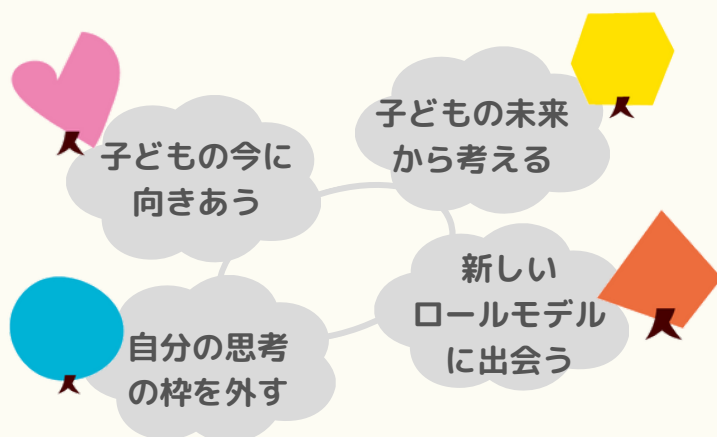 子どもの今に
向きあう
子どもの未来
から考える
自分の思考
の枠を外す
新しい
ロールモデル
に出会う